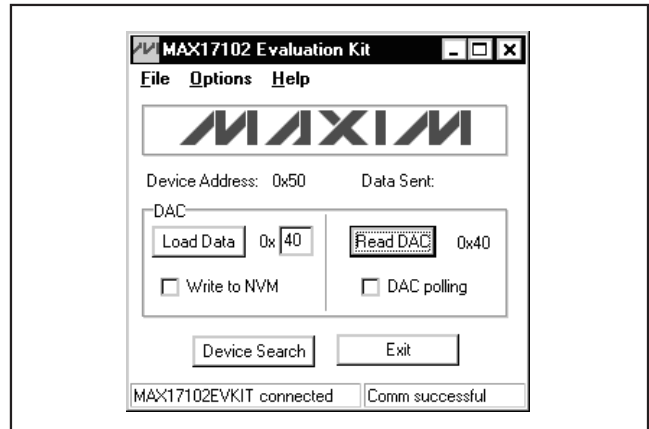 MAX17102 Evaluation Kit
File Options Help
MAXIM
Device Address: 0x50 Data Sent:
DAC
Load Data 0x 40 Read DAC 0x40
Write to NVM DAC polling
Device Search Exit
MAX17102EVKIT connected Comm successful